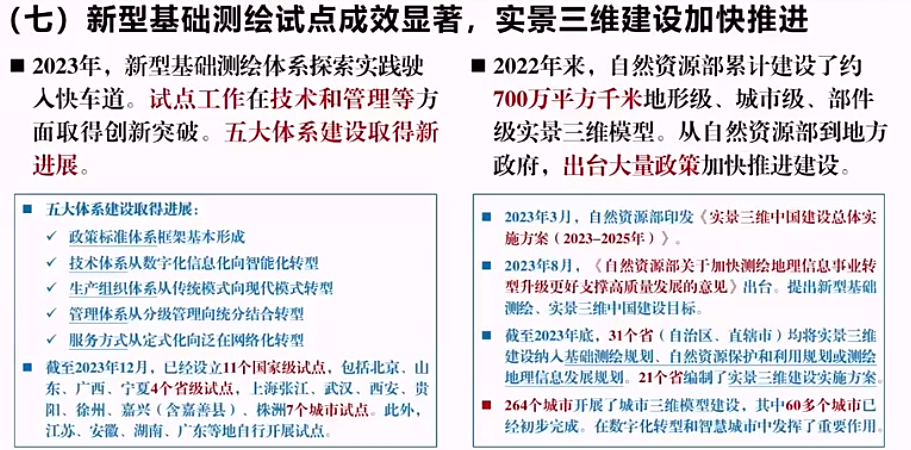 （七）新型基础测绘试点成效显著，实景三维建设加快推进
■ 2023年，新型基础测绘体系探索实践驶
入快车道。试点工作在技术和管理等方
面取得创新突破。五大体系建设取得新
进展。
■ 五大体系建设取得进展：
✓ 政策标准体系框架基本形成
✓ 技术体系从数字化信息化向智能化转型
✓ 生产组织体系从传统模式向现代模式转型
✓ 管理体系从分级管理向统分结合转型
✓ 服务方式从定式化向泛在网络化转型
■ 截至2023年12月，已经设立11个国家级试点，包括北京、山
东、广西、宁夏4个省级试点，上海张江、武汉、西安、贵
阳、徐州、嘉兴（含嘉善县）、株洲7个城市试点。此外，
江苏、安徽、湖南、广东等地自行开展试点。
■ 2022年来，自然资源部累计建设了约
700万平方千米地形级、城市级、部件
级实景三维模型。从自然资源部到地方
政府，出台大量政策加快推进建设。
■ 2023年3月，自然资源部印发《实景三维中国建设总体实
施方案（2023–2025年）》。
■ 2023年8月，《自然资源部关于加快测绘地理信息事业转
型升级更好支撑高质量发展的意见》出台。提出新型基础
测绘、实景三维中国建设目标。
■ 截至2023年底，31个省（自治区、直辖市）均将实景三维
建设纳入基础测绘规划、自然资源保护和利用规划或测绘
地理信息发展规划。21个省编制了实景三维建设实施方案。
■ 264个城市开展了城市三维模型建设，其中60多个城市已
经初步完成。在数字化转型和智慧城市中发挥了重要作用。